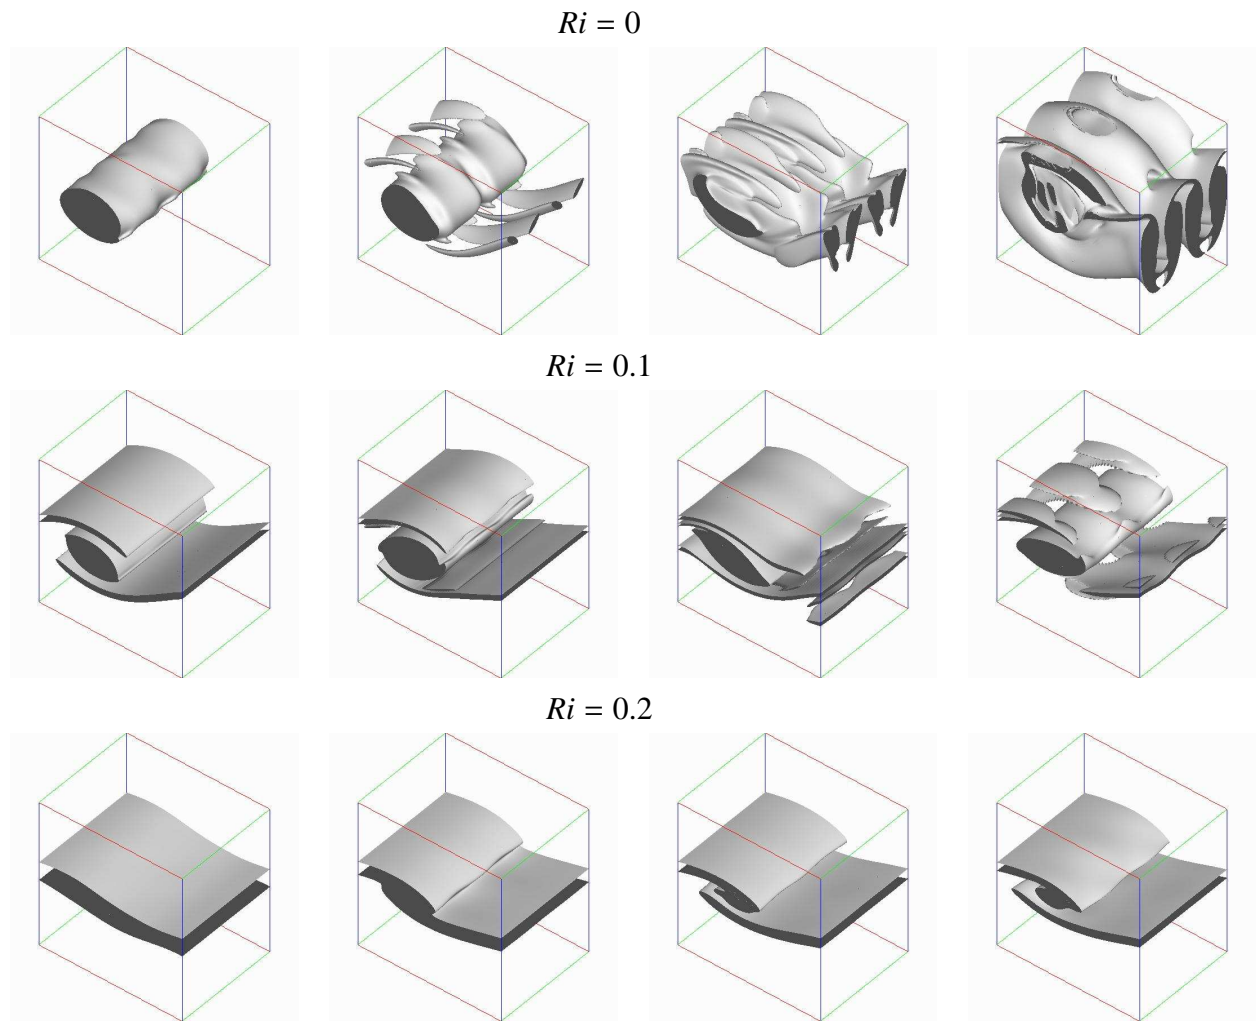 Ri = 0
Ri = 0.1
Ri = 0.2